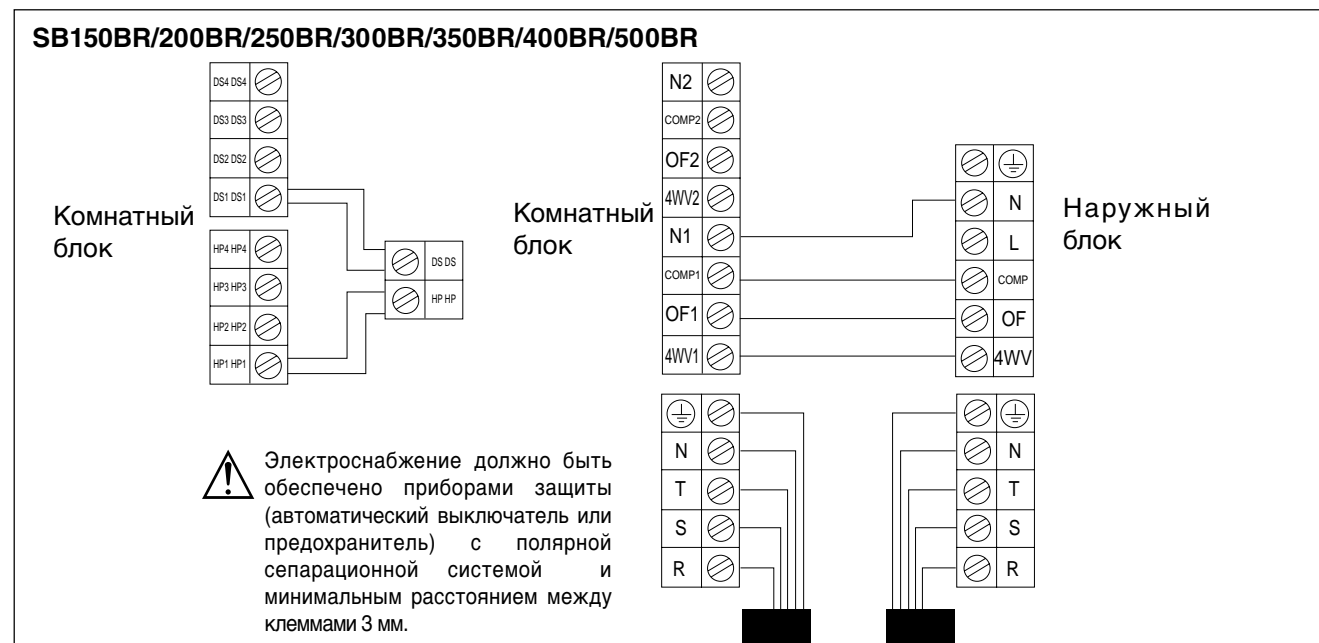 SB150BR/200BR/250BR/300BR/350BR/400BR/500BR
DS4 DS4
DS3 DS3
DS2 DS2
DS1 DS1
Комнатный
блок
HP4 HP4
HP3 HP3
HP2 HP2
HP1 HP1
DS DS
HP HP
N2
COMP2
OF2
4WV2
Комнатный
блок
N1
COMP1
OF1
4WV1
N
L
COMP
OF
4WV
Наружный
блок
N
T
S
R
N
T
S
R
Электроснабжение должно быть
обеспечено приборами защиты
(автоматический выключатель или
предохранитель) с полярной
сепарационной системой и
минимальным расстоянием между
клеммами 3 мм.